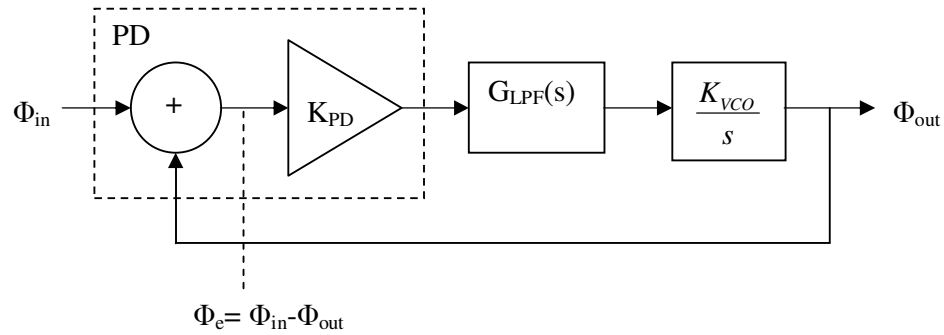 PD
Φin
+
KPD
GLPF(s)
KVCO
s
Φout
Φe= Φin-Φout